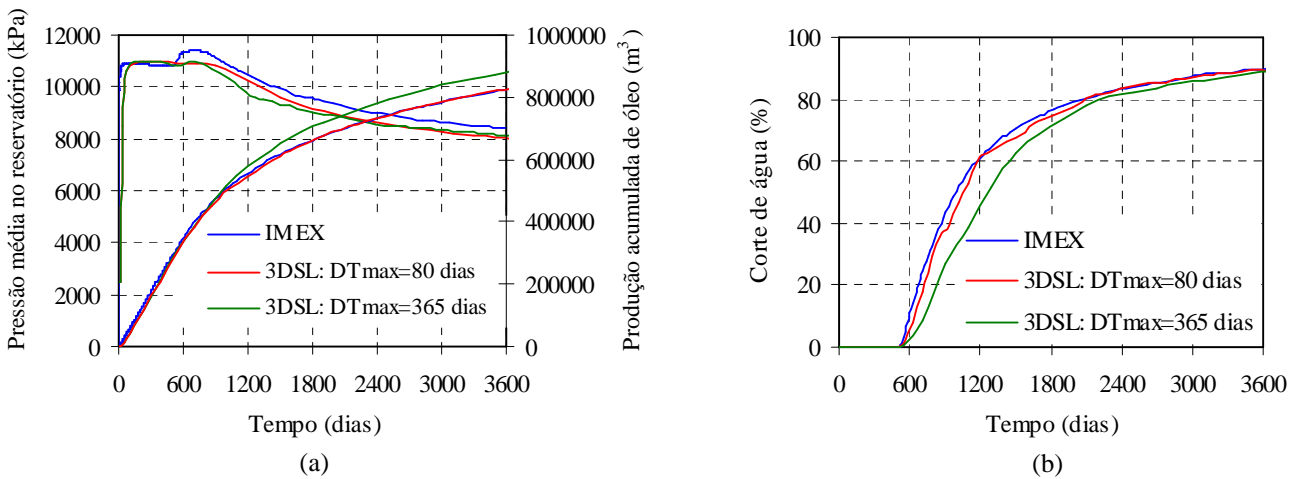 Pressão média no reservatório (kPa)
12000
10000
8000
6000
4000
2000
0
1000000
800000
600000
400000
200000
0
Produção acumulada de óleo (m³)
IMEX
3DSL: DTmax=80 dias
3DSL: DTmax=365 dias
0 600 1200 1800 2400 3000 3600
Tempo (dias)
(a)
Corte de água (%)
100
80
60
40
20
0
IMEX
3DSL: DTmax=80 dias
3DSL: DTmax=365 dias
0 600 1200 1800 2400 3000 3600
Tempo (dias)
(b)